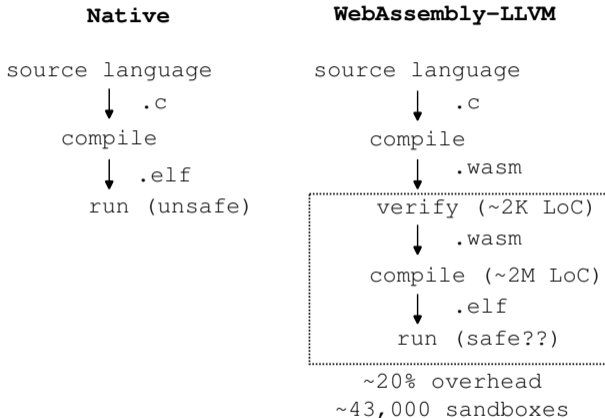 Native
source language
.c
compile
.elf
run (unsafe)
WebAssembly-LLVM
source language
.c
compile
.wasm
verify (~2K LoC)
.wasm
compile (~2M LoC)
.elf
run (safe??)
~20% overhead
~43,000 sandboxes